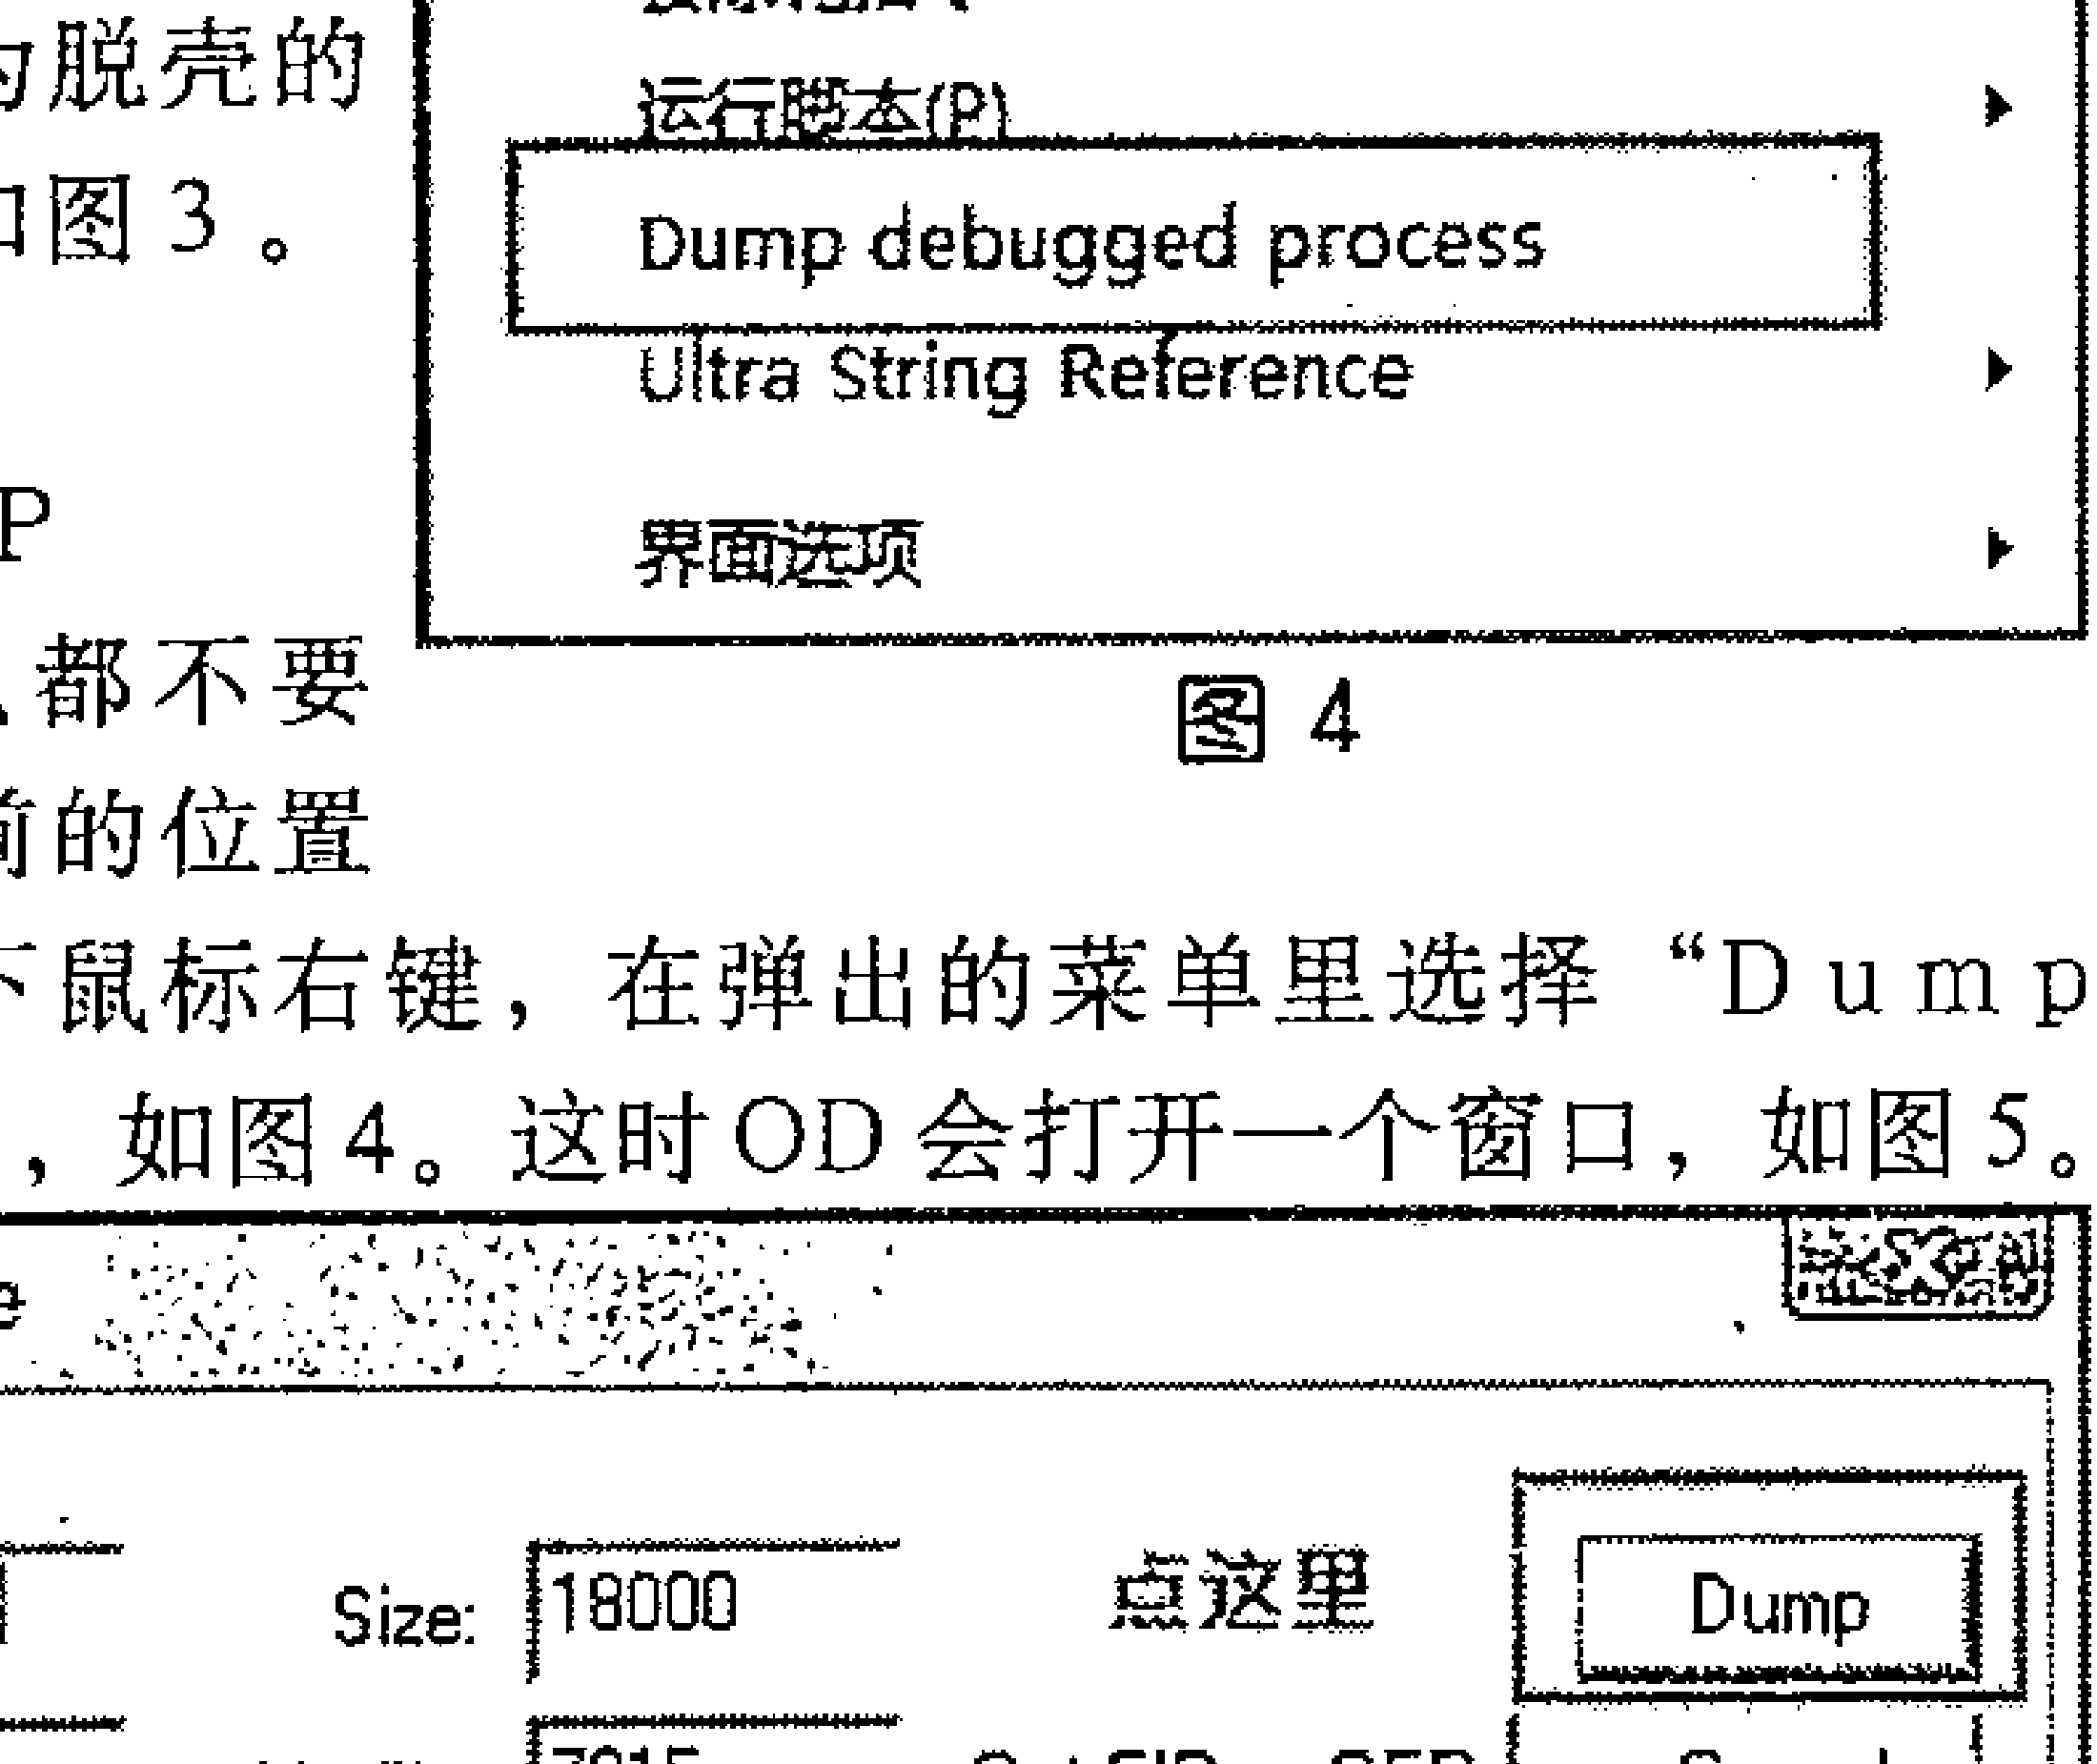 脱壳的
运行脚本(P)
Dump debugged process
图 3 。
Ultra String Reference
P
界面选项
都不要
图 4
的位置
鼠标右键，在弹出的菜单里选择 “Dump
，如图 4。这时 OD 会打开一个窗口，如图 5。
e
Size: 18000 点这里 Dump